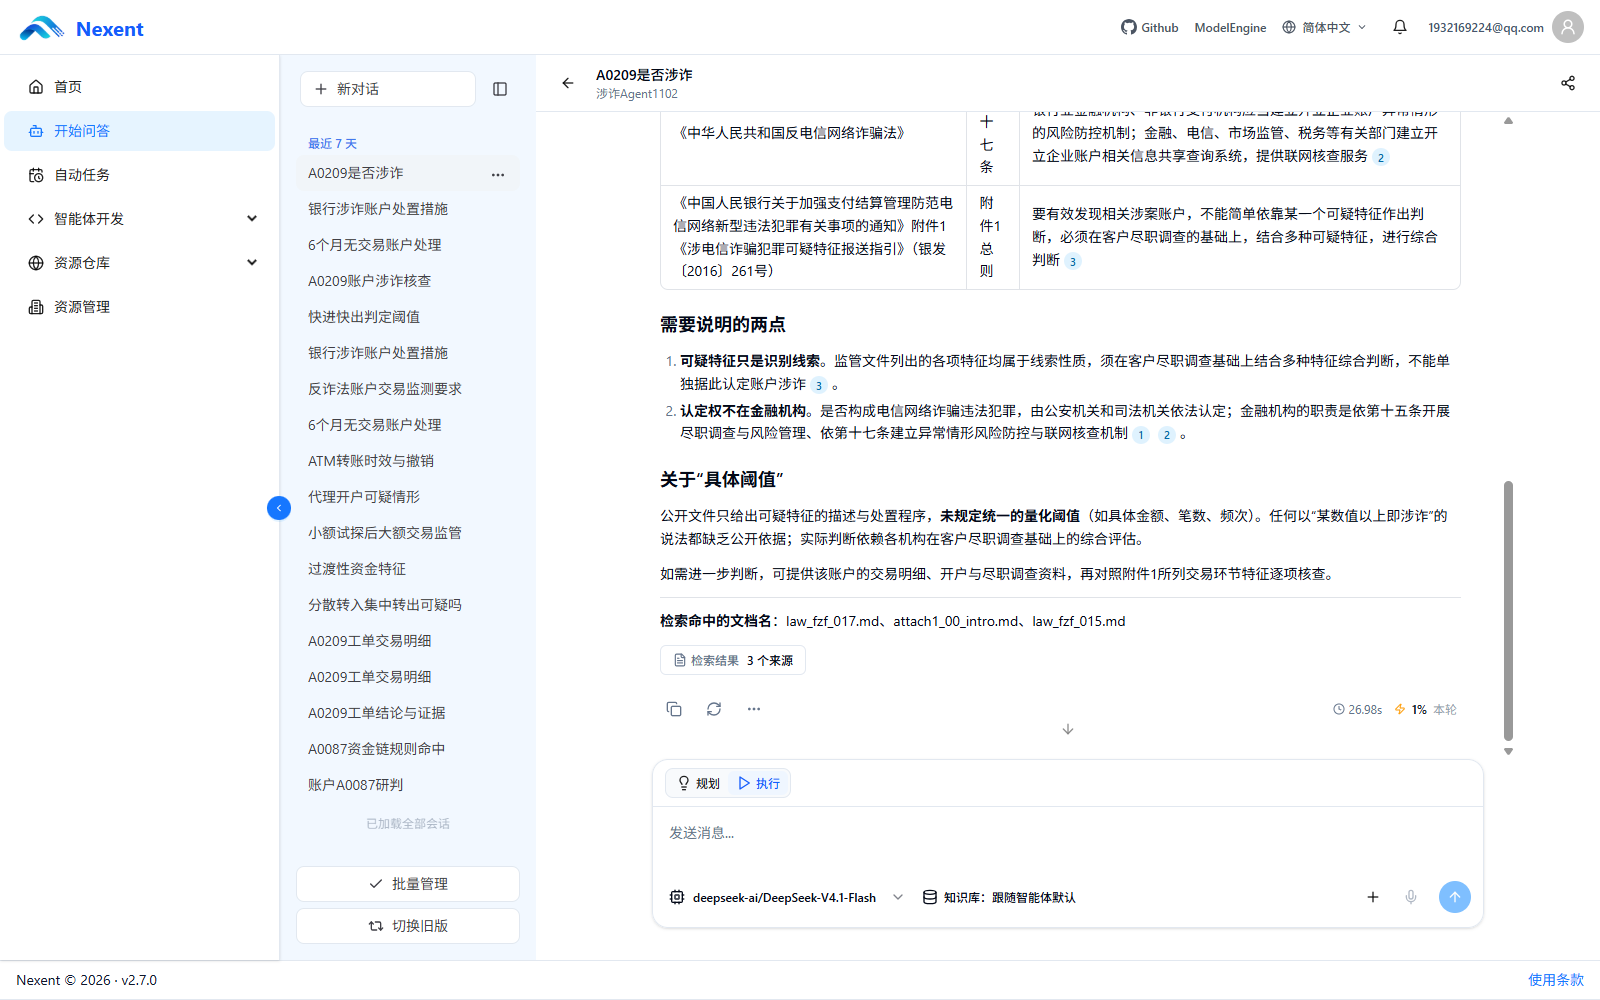 Nexent
Github
ModelEngine
简体中文
1932169224@qq.com
首页
开始问答
自动任务
智能体开发
资源仓库
资源管理
新对话
最近 7 天
A0209是否涉诈
银行涉诈账户处置措施
6个月无交易账户处理
A0209账户涉诈核查
快进快出判定阈值
银行涉诈账户处置措施
反诈法账户交易监测要求
6个月无交易账户处理
ATM转账时效与撤销
代理开户可疑情形
小额试探后大额交易监管
过渡性资金特征
分散转入集中转出可疑吗
A0209工单交易明细
A0209工单交易明细
A0209工单结论与证据
A0087资金链规则命中
账户A0087研判
已加载全部会话
批量管理
切换旧版
A0209是否涉诈
涉诈Agent1102
《中华人民共和国反电信网络诈骗法》
十
七
条
的风险防控机制；金融、电信、市场监管、税务等有关部门建立开
立企业账户相关信息共享查询系统，提供联网核查服务 2
《中国人民银行关于加强支付结算管理防范电
信网络新型违法犯罪有关事项的通知》附件1
《涉电信诈骗犯罪可疑特征报送指引》（银发
〔2016〕261号）
附
件1
总
则
要有效发现相关涉案账户，不能简单依靠某一个可疑特征作出判
断，必须在客户尽职调查的基础上，结合多种可疑特征，进行综合
判断 3
需要说明的两点
1. 可疑特征只是识别线索。监管文件列出的各项特征均属于线索性质，须在客户尽职调查基础上结合多种特征综合判断，不能单
独据此认定账户涉诈 3 。
2. 认定权不在金融机构。是否构成电信网络诈骗违法犯罪，由公安机关和司法机关依法认定；金融机构的职责是依第十五条开展
尽职调查与风险管理、依第十七条建立异常情形风险防控与联网核查机制 1 2 。
关于“具体阈值”
公开文件只给出可疑特征的描述与处置程序，未规定统一的量化阈值（如具体金额、笔数、频次）。任何以“某数值以上即涉诈”的
说法都缺乏公开依据；实际判断依赖各机构在客户尽职调查基础上的综合评估。
如需进一步判断，可提供该账户的交易明细、开户与尽职调查资料，再对照附件1所列交易环节特征逐项核查。
检索命中的文档名：law_fzf_017.md、attach1_00_intro.md、law_fzf_015.md
检索结果 3 个来源
26.98s 1% 本轮
规划
执行
发送消息...
deepseek-ai/DeepSeek-V4.1-Flash
知识库：跟随智能体默认
Nexent © 2026 · v2.7.0
使用条款